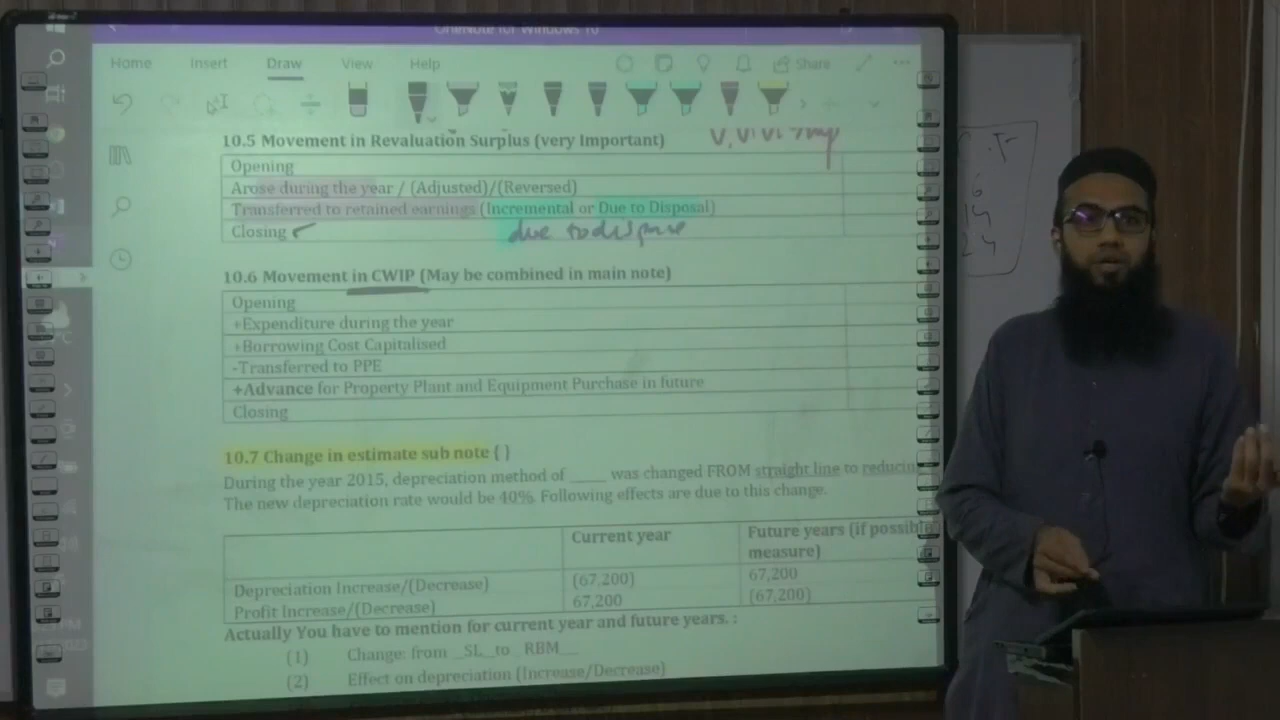 OneNote for Windows 10
Home Insert Draw View Help Share
10.5 Movement in Revaluation Surplus (very Important)
Opening
Arose during the year / (Adjusted)/(Reversed)
Transferred to retained earnings (Incremental or Due to Disposal)
Closing
due to dispose
10.6 Movement in CWIP (May be combined in main note)
Opening
+Expenditure during the year
+Borrowing Cost Capitalised
-Transferred to PPE
+Advance for Property Plant and Equipment Purchase in future
Closing
10.7 Change in estimate sub note { }
During the year 2015, depreciation method of ____ was changed FROM straight line to reducin
The new depreciation rate would be 40%. Following effects are due to this change.
Current year Future years (if possible measure)
Depreciation Increase/(Decrease) (67,200) 67,200
Profit Increase/(Decrease) 67,200 (67,200)
Actually You have to mention for current year and future years. :
(1) Change: from _SL_ to _RBM__
(2) Effect on depreciation (Increase/Decrease)